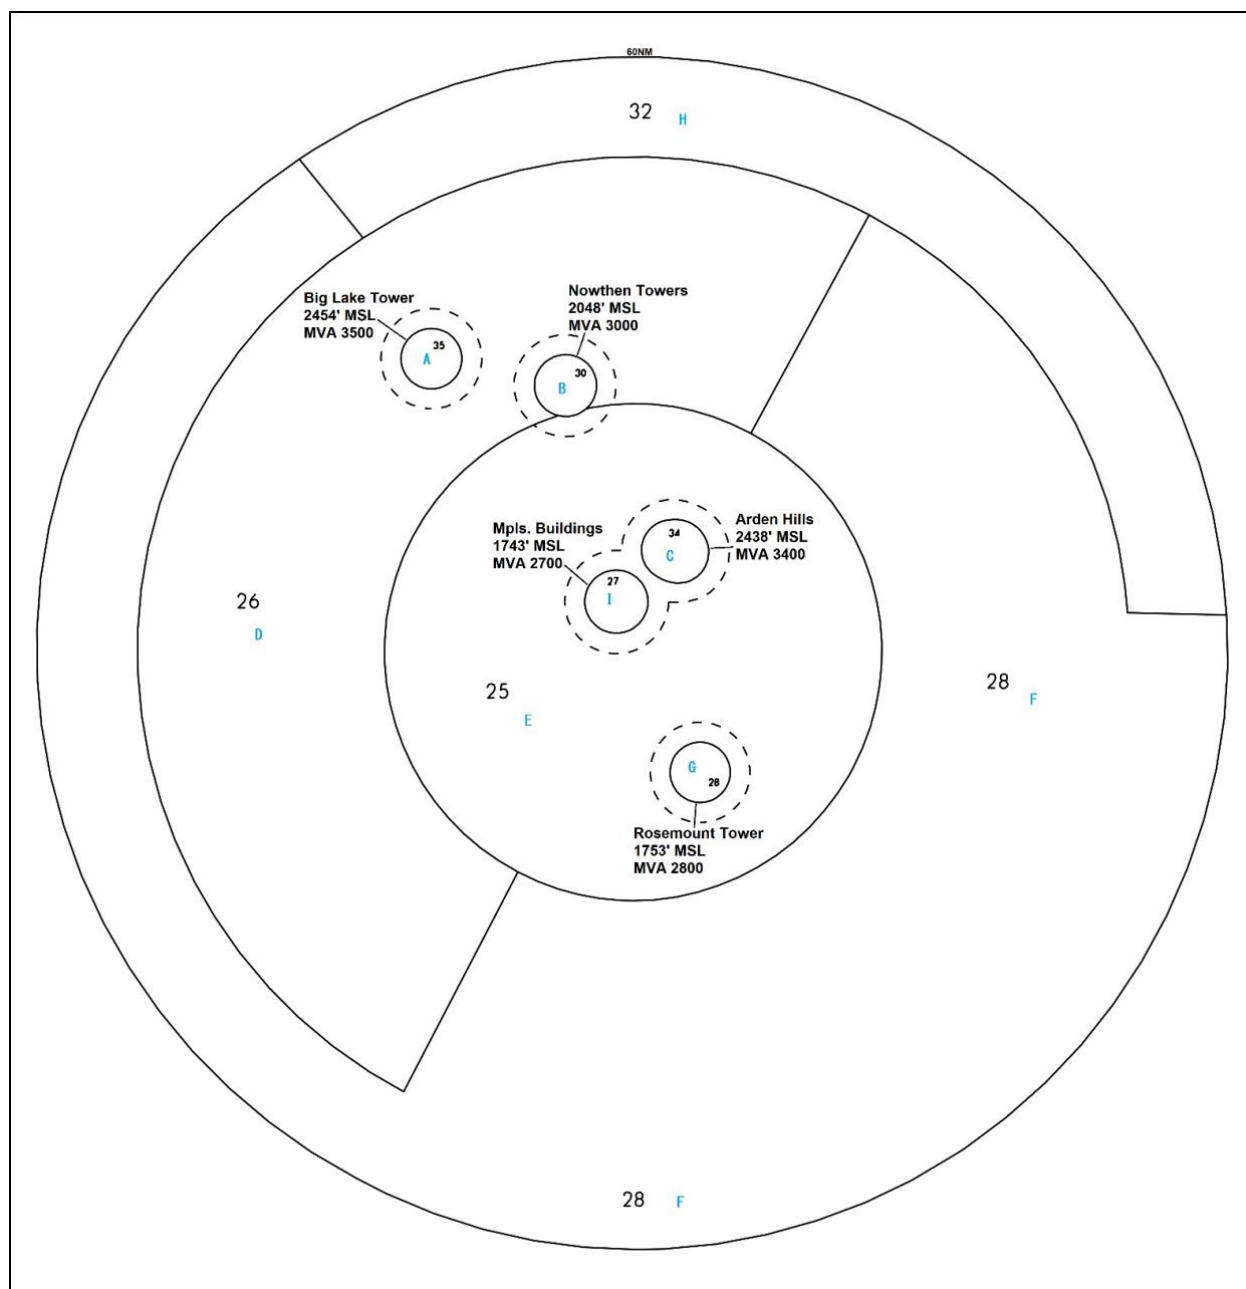 60NM
32 H
Big Lake Tower
2454' MSL
MVA 3500
35
A
Nowthen Towers
2048' MSL
MVA 3000
30
B
Mpls. Buildings
1743' MSL
MVA 2700
27
I
34
C
Arden Hills
2438' MSL
MVA 3400
26
D
25
E
28
F
G
28
Rosemount Tower
1753' MSL
MVA 2800
28 F